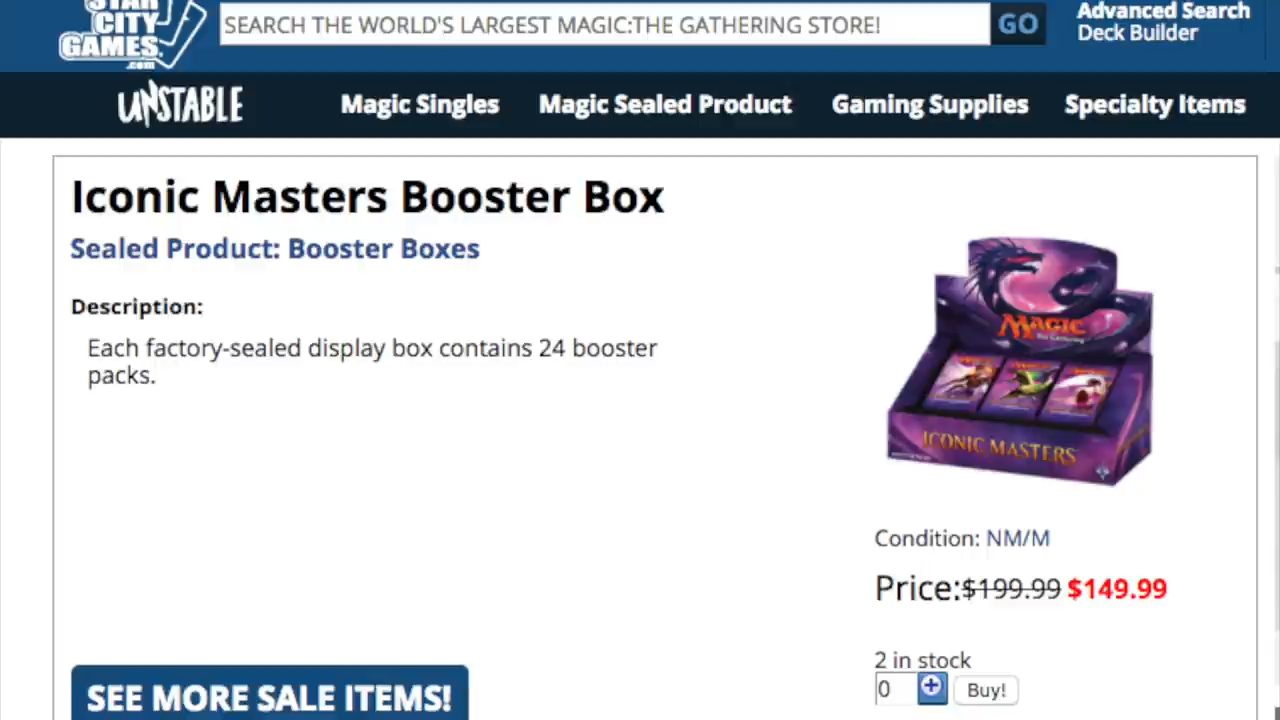 STAR CITY GAMES.com
SEARCH THE WORLD'S LARGEST MAGIC:THE GATHERING STORE!
GO
Advanced Search
Deck Builder
UNSTABLE
Magic Singles
Magic Sealed Product
Gaming Supplies
Specialty Items
Iconic Masters Booster Box
Sealed Product: Booster Boxes
Description:
Each factory-sealed display box contains 24 booster
packs.
MAGIC
The Gathering
ICONIC MASTERS
Condition: NM/M
Price:$199.99 $149.99
2 in stock
0
Buy!
SEE MORE SALE ITEMS!